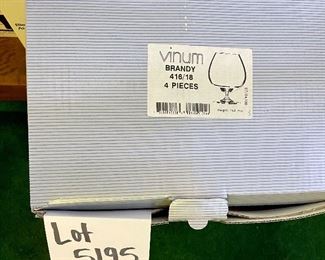 vinum
BRANDY
416/18
4 PIECES
Lot
5195